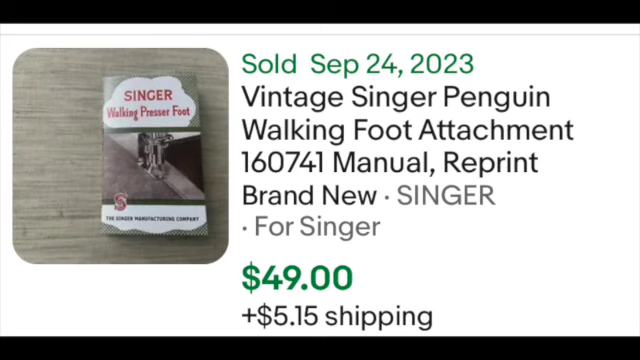 SINGER
Walking Presser Foot
THE SINGER MANUFACTURING COMPANY
Sold Sep 24, 2023
Vintage Singer Penguin
Walking Foot Attachment
160741 Manual, Reprint
Brand New · SINGER
· For Singer
$49.00
+$5.15 shipping